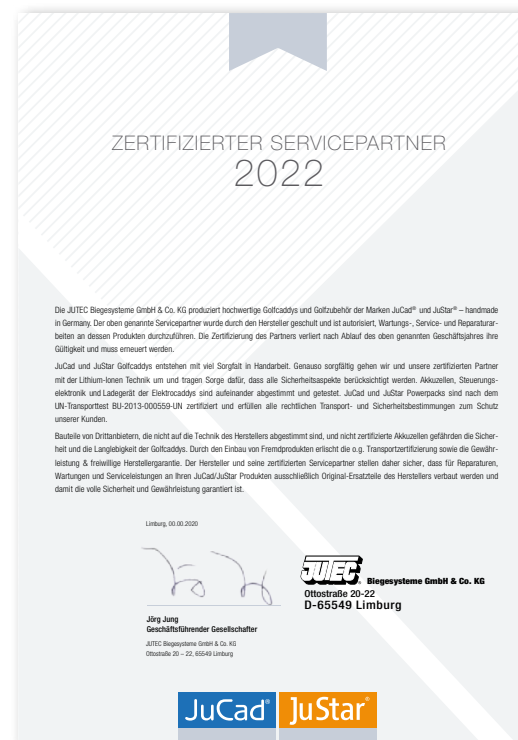 ZERTIFIZIERTER SERVICEPARTNER
2022
Die JUTEC Biegesysteme GmbH & Co. KG produziert hochwertige Golfcaddys und Golfzubehör der Marken JuCad® und JuStar® – handmade
in Germany. Der oben genannte Servicepartner wurde durch den Hersteller geschult und ist autorisiert, Wartungs-, Service- und Reparaturar-
beiten an dessen Produkten durchzuführen. Die Zertifizierung des Partners verliert nach Ablauf des oben genannten Geschäftsjahres ihre
Gültigkeit und muss erneuert werden.
JuCad und JuStar Golfcaddys entstehen mit viel Sorgfalt in Handarbeit. Genauso sorgfältig gehen wir und unsere zertifizierten Partner
mit der Lithium-Ionen Technik um und tragen Sorge dafür, dass alle Sicherheitsaspekte berücksichtigt werden. Akkuzellen, Steuerungs-
elektronik und Ladegerät der Elektrocaddys sind aufeinander abgestimmt und getestet. JuCad und JuStar Powerpacks sind nach dem
UN-Transporttest BU-2013-000559-UN zertifiziert und erfüllen alle rechtlichen Transport- und Sicherheitsbestimmungen zum Schutz
unserer Kunden.
Bauteile von Drittanbietern, die nicht auf die Technik des Herstellers abgestimmt sind, und nicht zertifizierte Akkuzellen gefährden die Sicher-
heit und die Langlebigkeit der Golfcaddys. Durch den Einbau von Fremdprodukten erlischt die o.g. Transportzertifizierung sowie die Gewähr-
leistung & freiwillige Herstellergarantie. Der Hersteller und seine zertifizierten Servicepartner stellen daher sicher, dass für Reparaturen,
Wartungen und Serviceleistungen an Ihren JuCad/JuStar Produkten ausschließlich Original-Ersatzteile des Herstellers verbaut werden und
damit die volle Sicherheit und Gewährleistung garantiert ist.
Limburg, 00.00.2020
JUTEC® Biegesysteme GmbH & Co. KG
Ottostraße 20-22
D-65549 Limburg
Jörg Jung
Geschäftsführender Gesellschafter
JUTEC Biegesysteme GmbH & Co. KG
Ottostraße 20 – 22, 65549 Limburg
JuCad® JuStar®